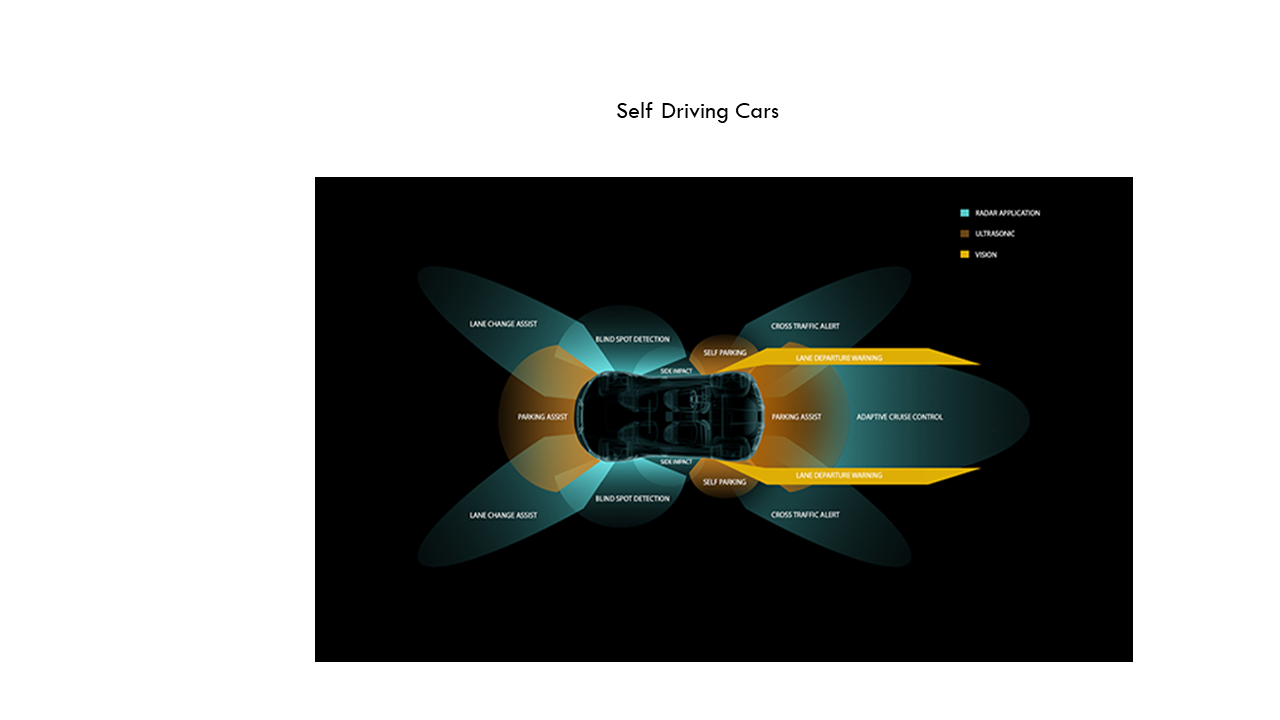 Self Driving Cars
RADAR APPLICATION
ULTRASONIC
VISION
LANE CHANGE ASSIST
BLIND SPOT DETECTION
CROSS TRAFFIC ALERT
SELF PARKING
LANE DEPARTURE WARNING
SIDE IMPACT
PARKING ASSIST
PARKING ASSIST
ADAPTIVE CRUISE CONTROL
SIDE IMPACT
LANE DEPARTURE WARNING
SELF PARKING
BLIND SPOT DETECTION
LANE CHANGE ASSIST
CROSS TRAFFIC ALERT